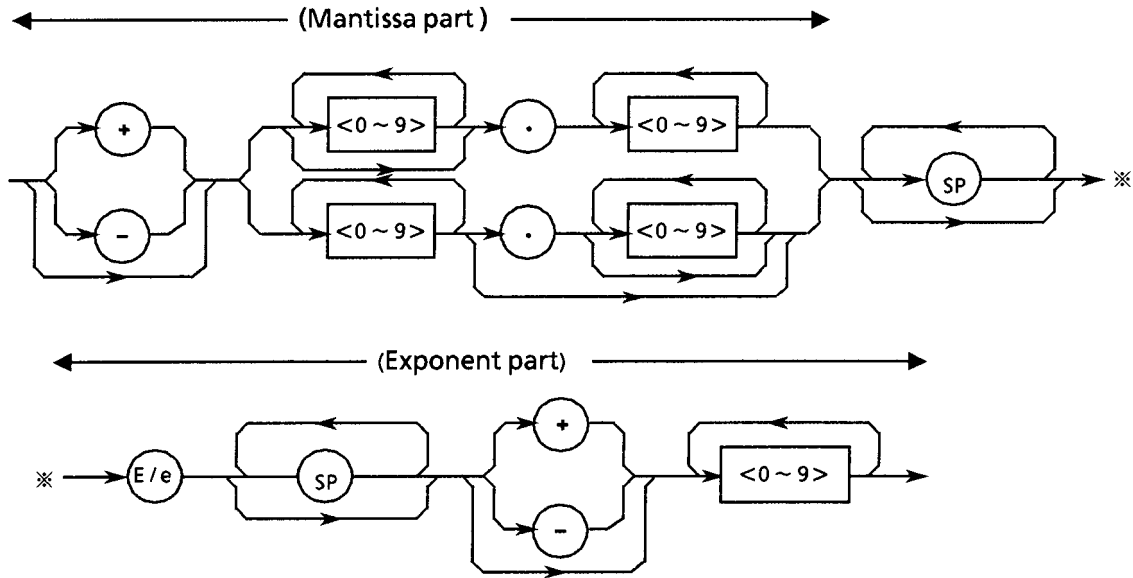 (Mantissa part )
+ <0~9> . <0~9>
SP ※
- <0~9> . <0~9>
(Exponent part)
+
※ E/e SP <0~9>
-